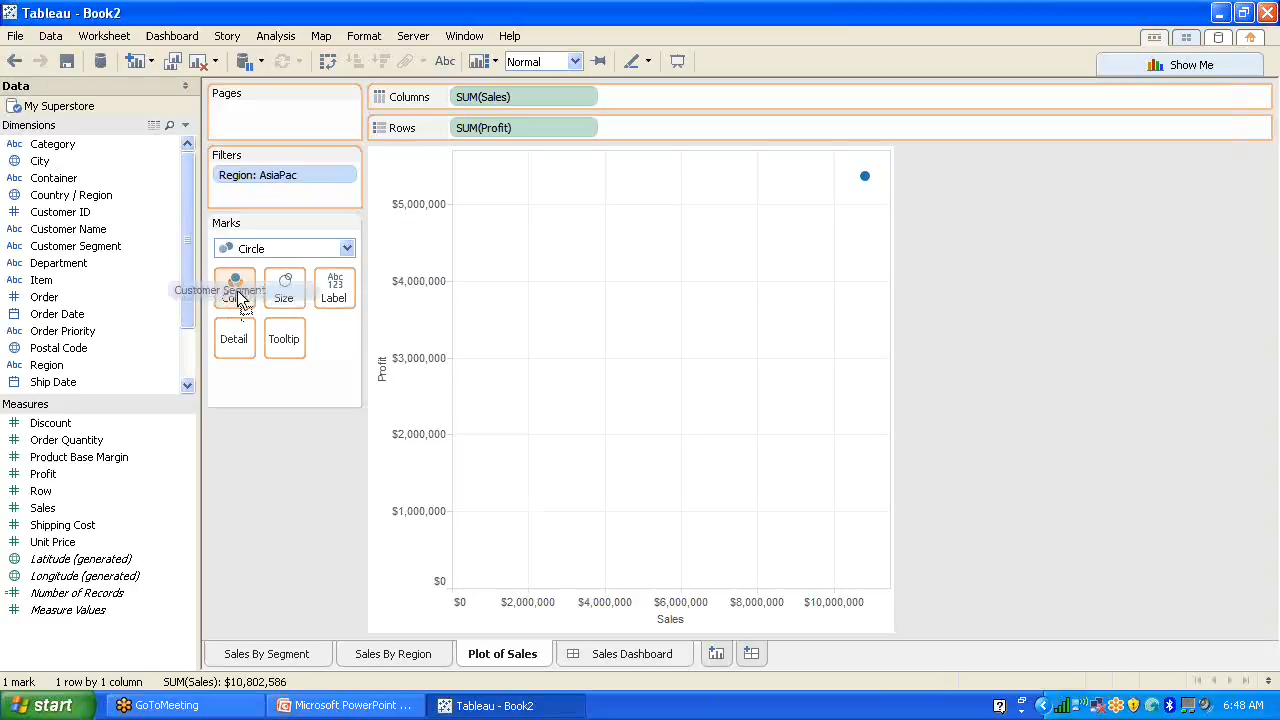 Tableau - Book2
File Data Worksheet Dashboard Story Analysis Map Format Server Window Help
Abc Normal Show Me
Data
My Superstore
Dimensions
Abc Category
City
Abc Container
Country / Region
# Customer ID
Abc Customer Name
Abc Customer Segment
Abc Department
Abc Item
# Order
Order Date
Abc Order Priority
Postal Code
Abc Region
Ship Date
Measures
# Discount
# Order Quantity
# Product Base Margin
# Profit
# Row
# Sales
# Shipping Cost
# Unit Price
Latitude (generated)
Longitude (generated)
=# Number of Records
# Measure Values
Pages
Filters
Region: AsiaPac
Marks
Circle
Customer Segment
Size
Abc
123
Label
Detail Tooltip
Columns SUM(Sales)
Rows SUM(Profit)
$5,000,000
$4,000,000
$3,000,000
Profit
$2,000,000
$1,000,000
$0
$0 $2,000,000 $4,000,000 $6,000,000 $8,000,000 $10,000,000
Sales
Sales By Segment Sales By Region Plot of Sales Sales Dashboard
1 mark 1 row by 1 column SUM(Sales): $10,802,586
start GoToMeeting Microsoft PowerPoint ... Tableau - Book2 6:48 AM